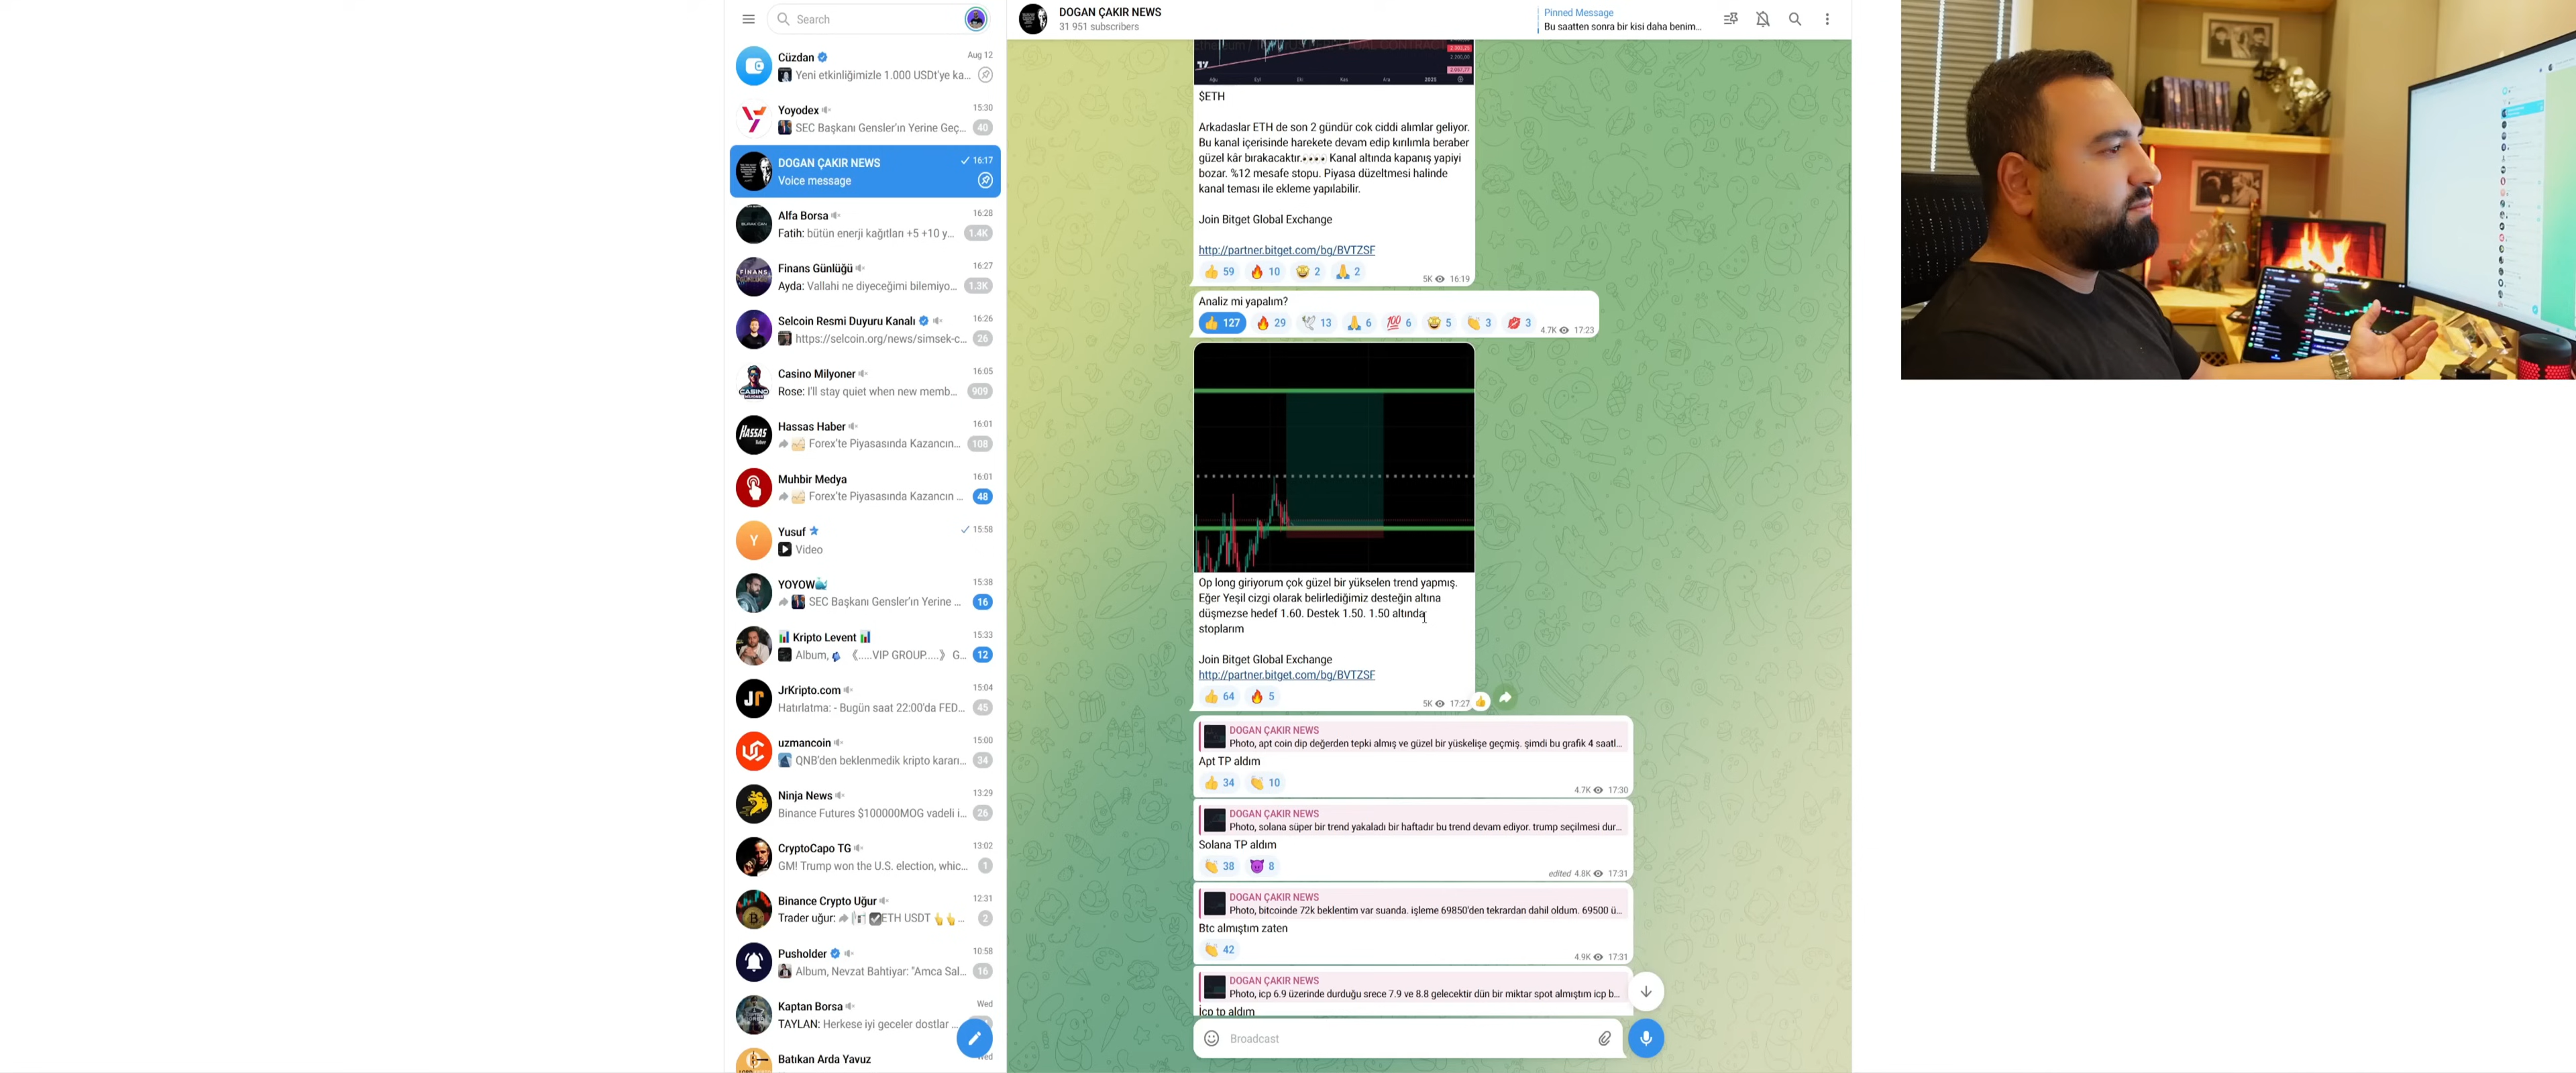 Search
Cüzdan
Aug 12
Yeni etkinliğimizle 1.000 USDt'ye ka...
Yoyodex
15:30
SEC Başkanı Gensler'ın Yerine Geç...
40
DOGAN ÇAKIR NEWS
16:17
Voice message
Alfa Borsa
16:28
Fatih: bütün enerji kağıtları +5 +10 y...
1.4K
Finans Günlüğü
16:27
Ayda: Vallahi ne diyeceğimi bilemiyo...
1.3K
Selcoin Resmi Duyuru Kanalı
16:26
https://selcoin.org/news/simsek-c...
26
Casino Milyoner
16:05
Rose: I'll stay quiet when new memb...
909
Hassas Haber
16:01
Forex'te Piyasasında Kazancın...
108
Muhbir Medya
16:01
Forex'te Piyasasında Kazancın ...
48
Y
Yusuf
15:58
Video
YOYOW
15:38
SEC Başkanı Gensler'ın Yerine ...
16
Kripto Levent
15:33
Album, 《.....VIP GROUP.....》 G...
12
JrKripto.com
15:04
Hatırlatma: - Bugün saat 22:00'da FED...
45
uzmancoin
15:00
QNB'den beklenmedik kripto kararı...
34
Ninja News
13:29
Binance Futures $100000MOG vadeli i...
26
CryptoCapo TG
13:02
GM! Trump won the U.S. election, whic...
1
Binance Crypto Uğur
12:31
Trader uğur: ETH USDT
2
Pusholder
10:58
Album, Nevzat Bahtiyar: "Amca Sal...
16
Kaptan Borsa
Wed
TAYLAN: Herkese iyi geceler dostlar ...
Batıkan Arda Yavuz
Wed
DOGAN ÇAKIR NEWS
31 951 subscribers
Pinned Message
Bu saatten sonra bir kisi daha benim...
$ETH
Arkadaslar ETH de son 2 gündür cok ciddi alımlar geliyor.
Bu kanal içerisinde harekete devam edip kırılımla beraber
güzel kâr bırakacaktır.👀👀 Kanal altında kapanış yapiyi
bozar. %12 mesafe stopu. Piyasa düzeltmesi halinde
kanal teması ile ekleme yapılabilir.
Join Bitget Global Exchange
http://partner.bitget.com/bg/BVTZSF
59 10 2 2
5K 16:19
Analiz mi yapalım?
127 29 13 6 6 5 3 3
4.7K 17:23
Op long giriyorum çok güzel bir yükselen trend yapmış.
Eğer Yeşil cizgi olarak belirlediğimiz desteğin altına
düşmezse hedef 1.60. Destek 1.50. 1.50 altında
stoplarım
Join Bitget Global Exchange
http://partner.bitget.com/bg/BVTZSF
64 5
5K 17:27
DOGAN ÇAKIR NEWS
Photo, apt coin dip değerden tepki almış ve güzel bir yüskelişe geçmiş. şimdi bu grafik 4 saatl...
Apt TP aldım
34 10
4.7K 17:30
DOGAN ÇAKIR NEWS
Photo, solana süper bir trend yakaladı bir haftadır bu trend devam ediyor. trump seçilmesi dur...
Solana TP aldım
38 8
edited 4.8K 17:31
DOGAN ÇAKIR NEWS
Photo, bitcoinde 72k beklentim var suanda. işleme 69850'den tekrardan dahil oldum. 69500 ü...
Btc almıştım zaten
42
4.9K 17:31
DOGAN ÇAKIR NEWS
Photo, icp 6.9 üzerinde durduğu srece 7.9 ve 8.8 gelecektir dün bir miktar spot almıştım icp b...
İcp tp aldım
Broadcast